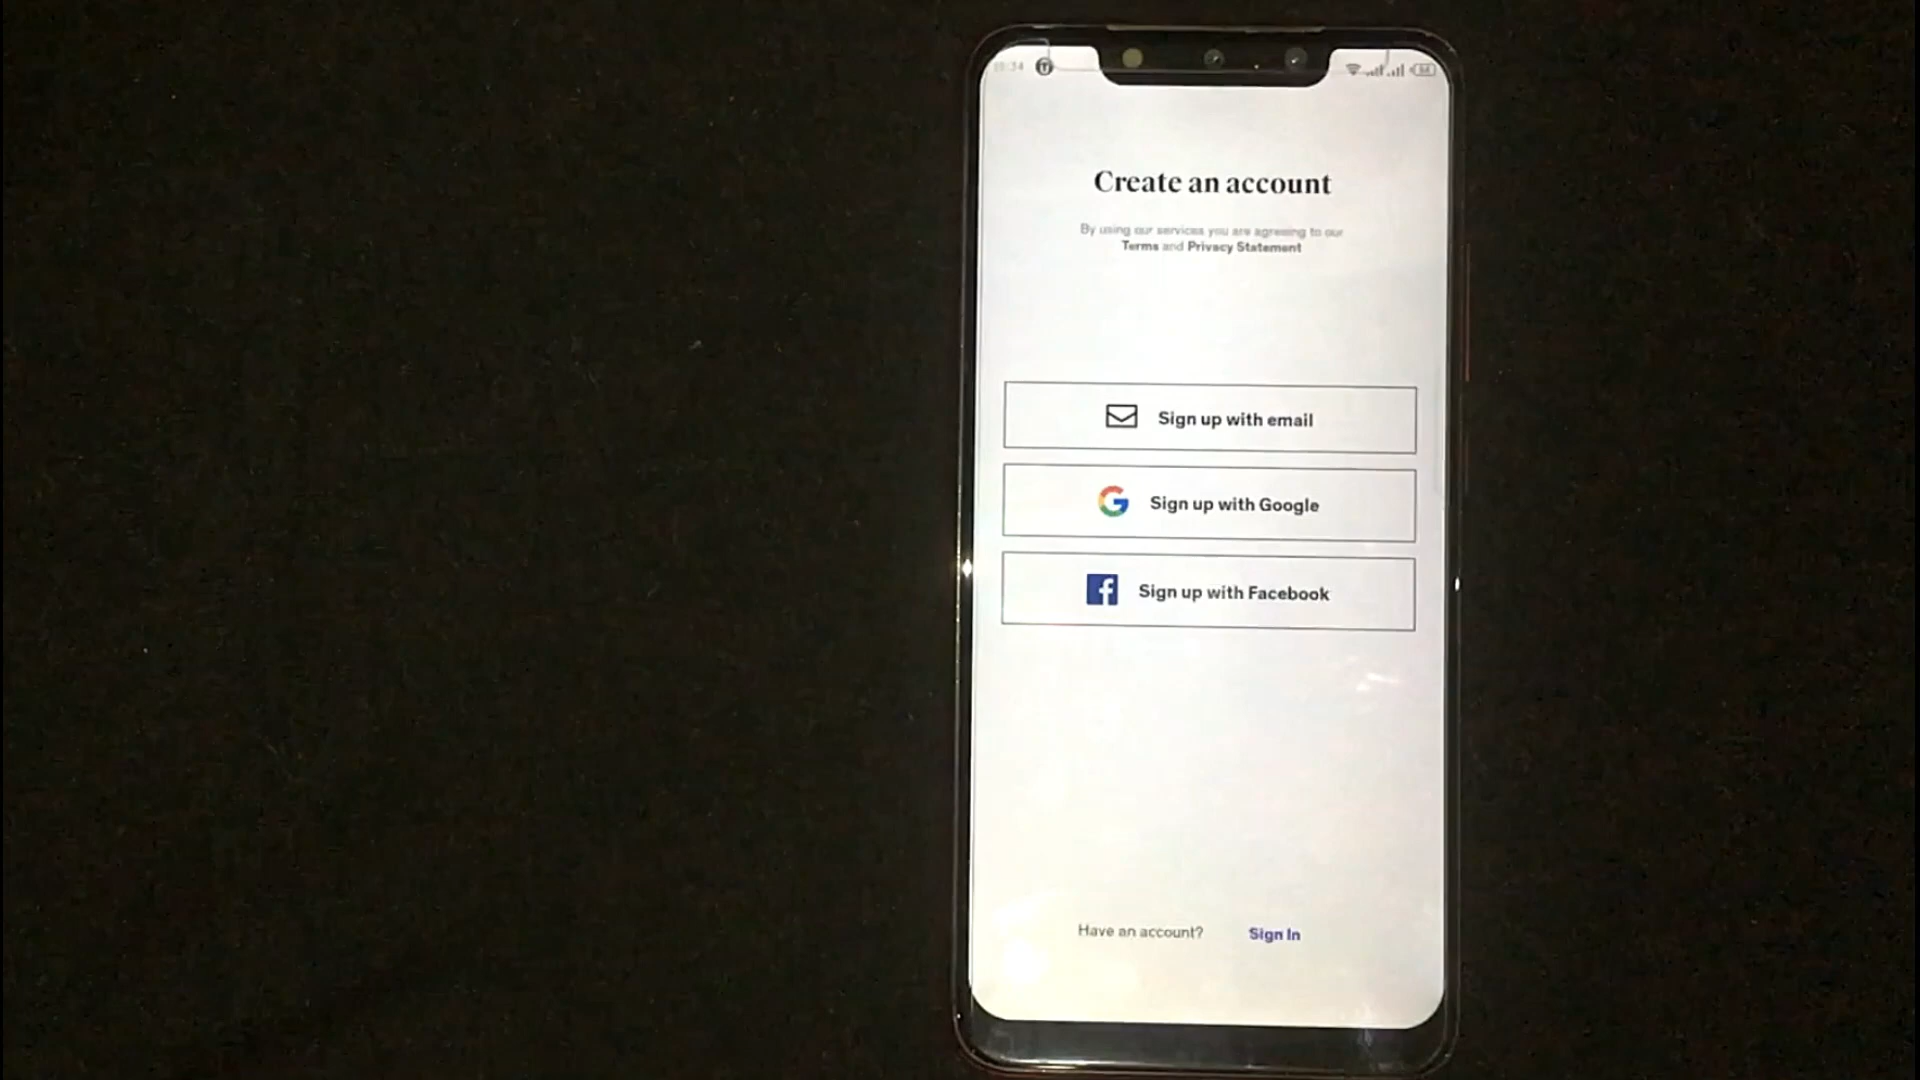 Create an account
By using our services you are agreeing to our
Terms and Privacy Statement
Sign up with email
Sign up with Google
Sign up with Facebook
Have an account? Sign In